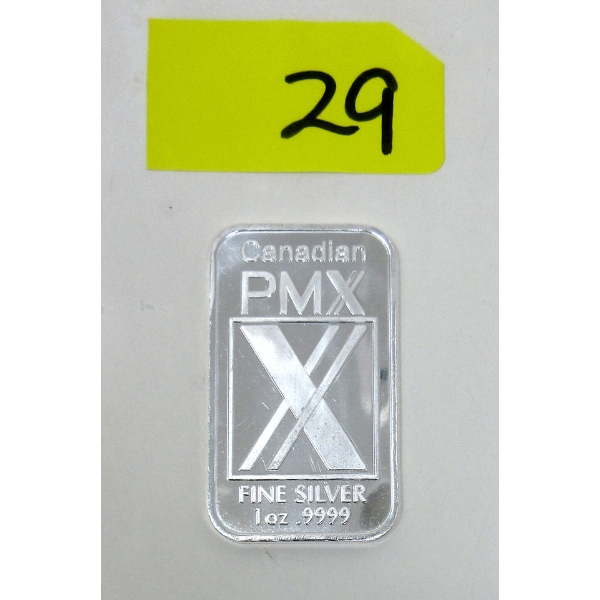 29
Canadian
PMX
X
FINE SILVER
1oz .9999